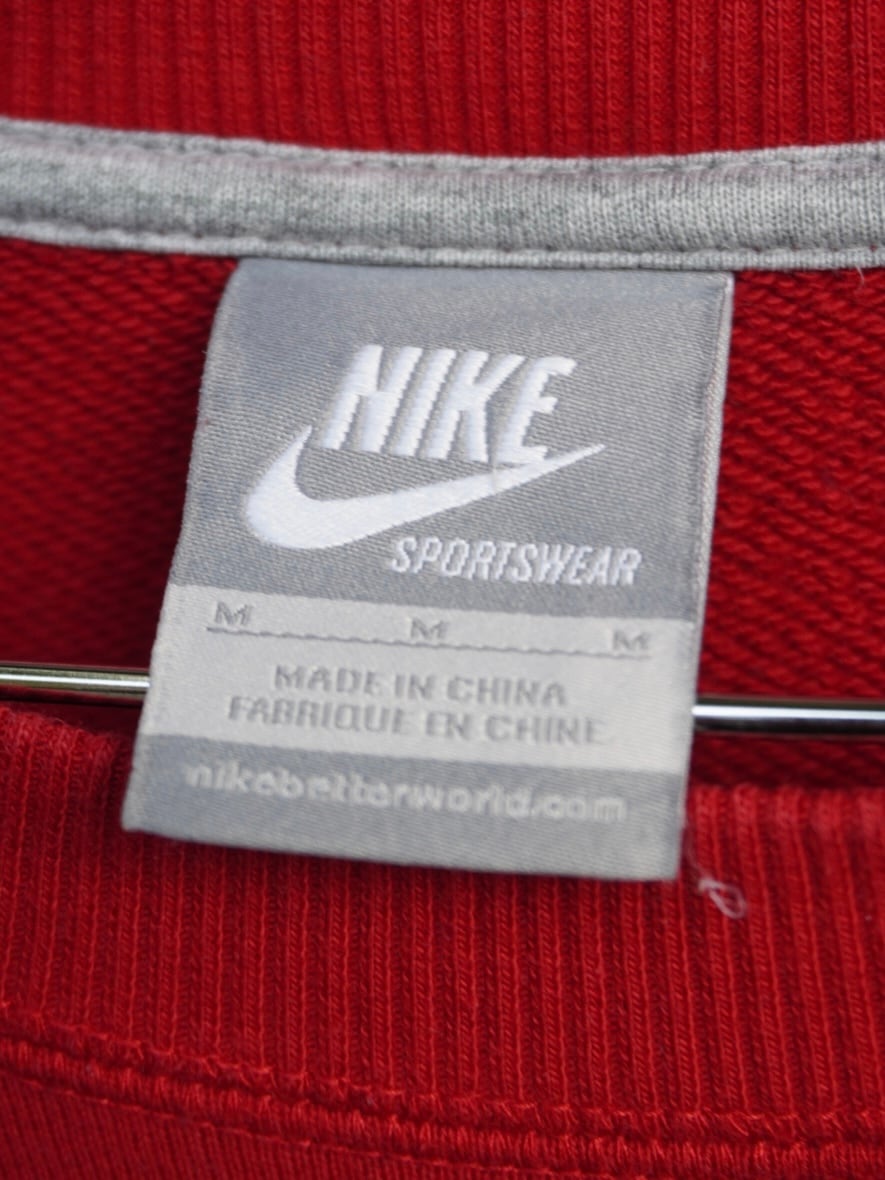 NIKE
SPORTSWEAR
M M M
MADE IN CHINA
FABRIQUE EN CHINE
nikebetterworld.com